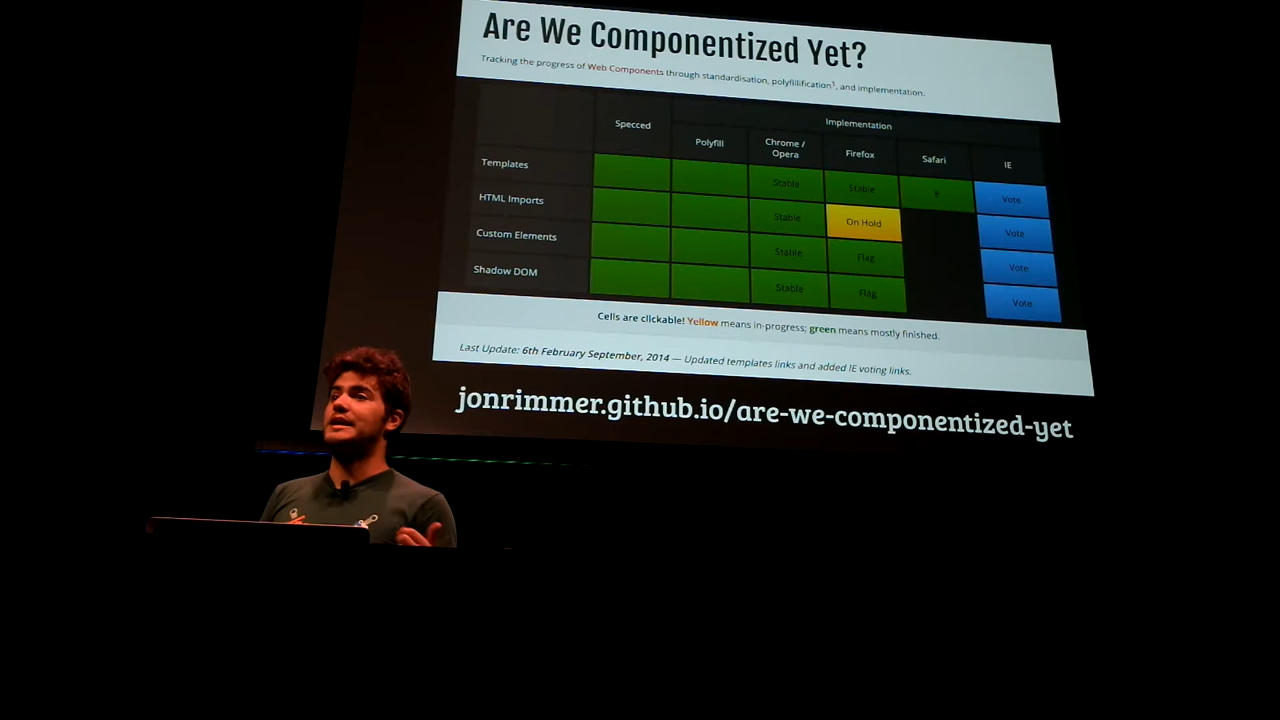 Are We Componentized Yet?
Tracking the progress of Web Components through standardisation, polyfillification¹, and implementation.
Specced
Implementation
Polyfill
Chrome / Opera
Firefox
Safari
IE
Templates
Stable
Stable
Vote
HTML Imports
Stable
On Hold
Vote
Custom Elements
Stable
Flag
Vote
Shadow DOM
Stable
Flag
Vote
Cells are clickable! Yellow means in-progress; green means mostly finished.
Last Update: 6th February September, 2014 — Updated templates links and added IE voting links.
jonrimmer.github.io/are-we-componentized-yet